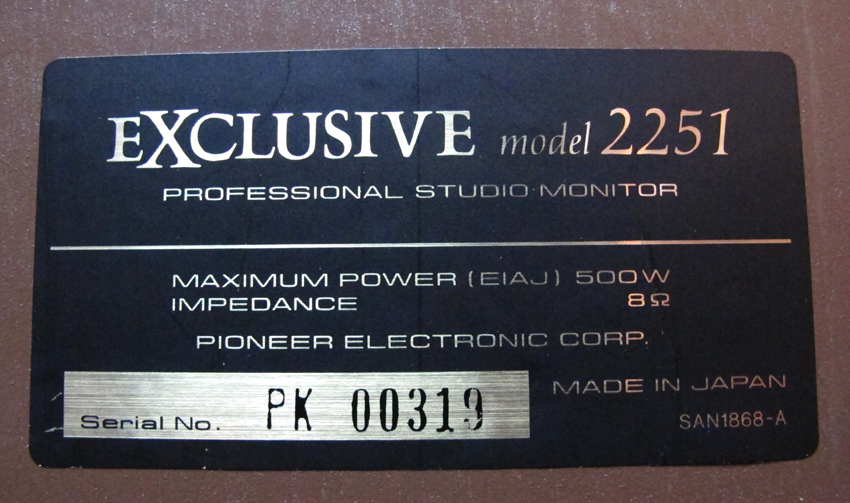 EXCLUSIVE model 2251
PROFESSIONAL STUDIO MONITOR
MAXIMUM POWER (EIAJ) 500W
IMPEDANCE 8Ω
PIONEER ELECTRONIC CORP.
MADE IN JAPAN
Serial No. PK 00319
SAN1868-A